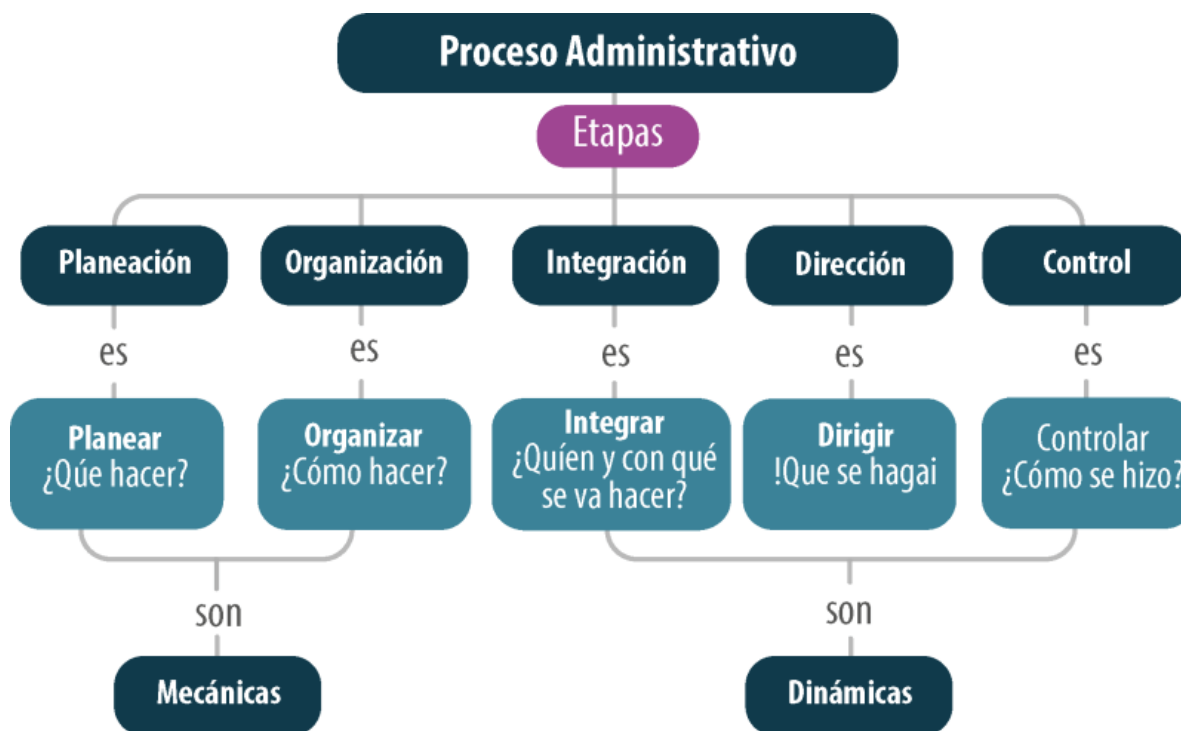 Proceso Administrativo
Etapas
Planeación
Organización
Integración
Dirección
Control
es
es
es
es
es
Planear
¿Qúe hacer?
Organizar
¿Cómo hacer?
Integrar
¿Quíen y con qué
se va hacer?
Dirigir
!Que se hagai
Controlar
¿Cómo se hizo?
son
son
Mecánicas
Dinámicas